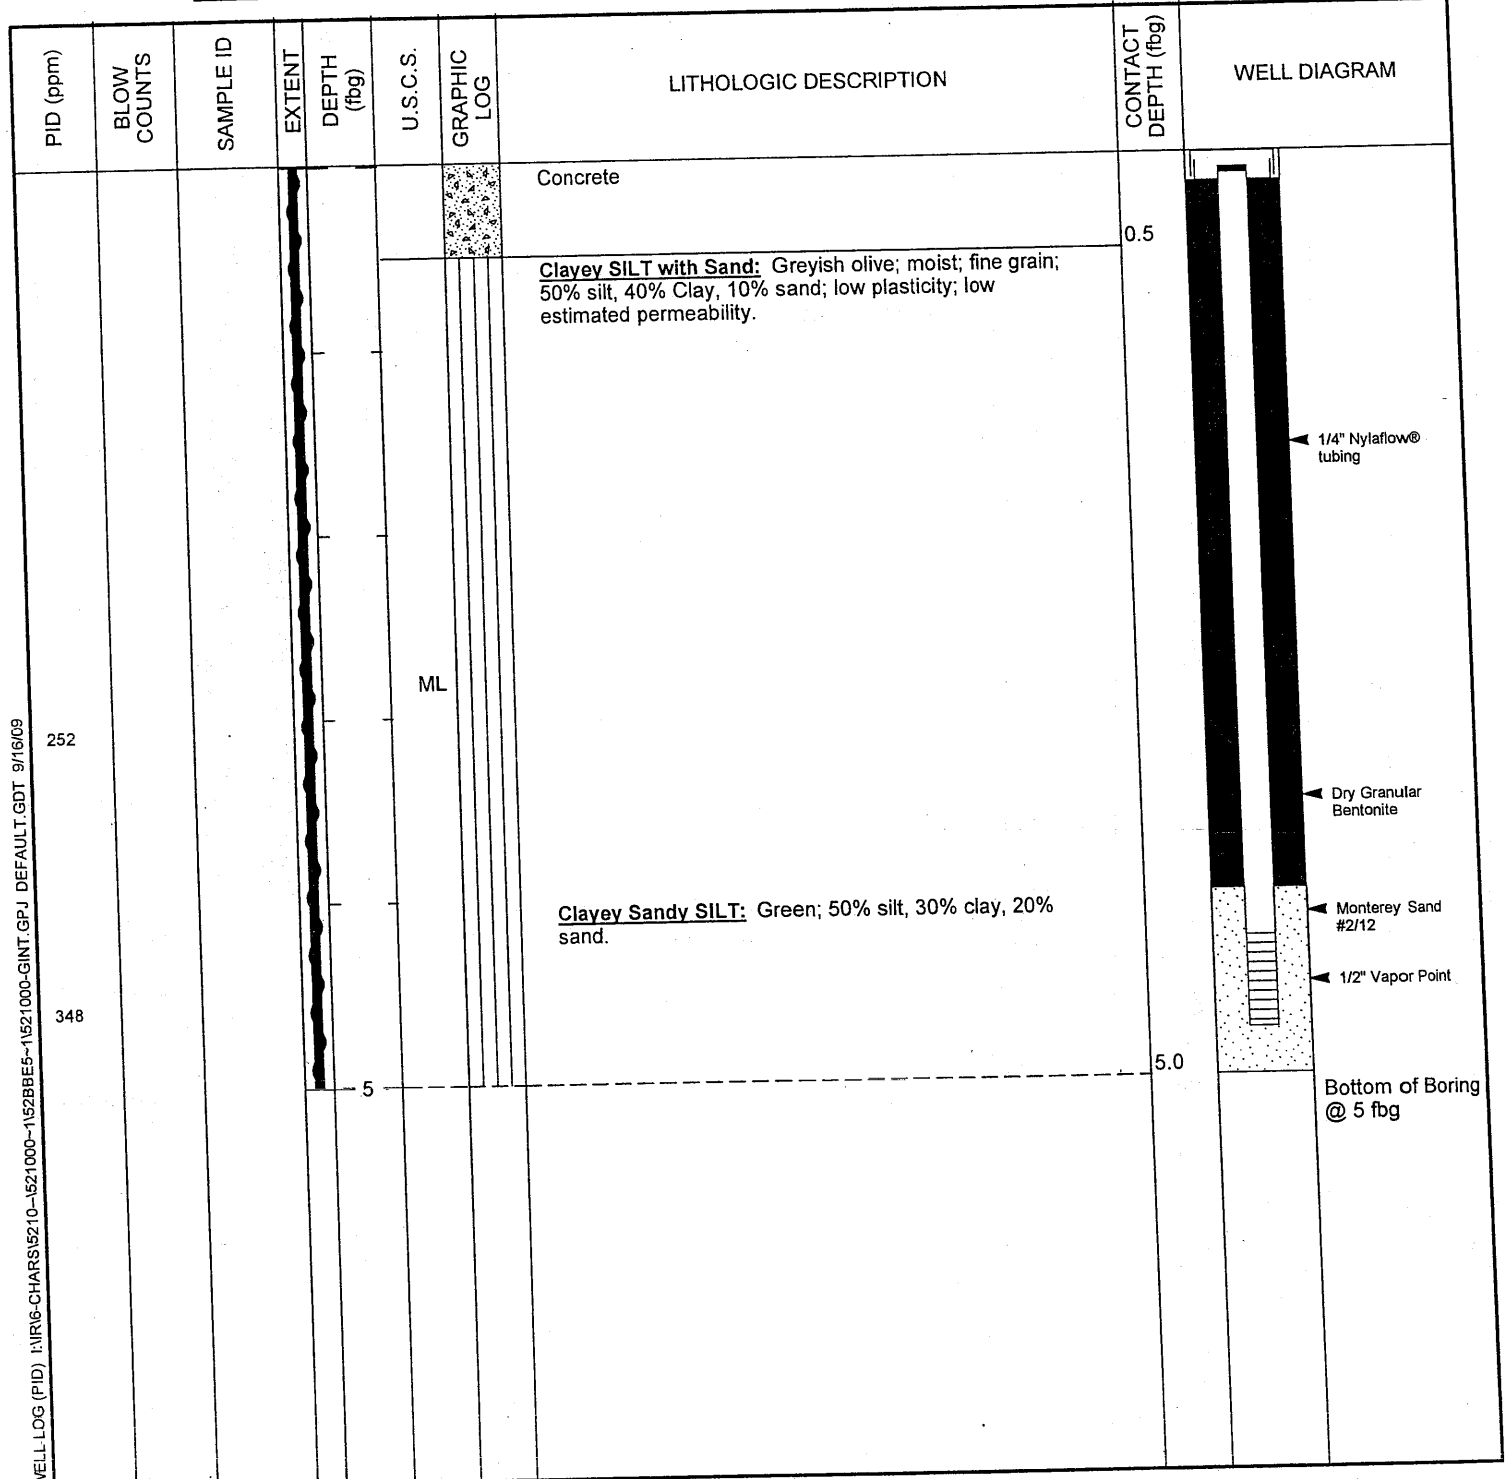 PID (ppm)
BLOW
COUNTS
SAMPLE ID
EXTENT
DEPTH
(fbg)
U.S.C.S.
GRAPHIC
LOG
LITHOLOGIC DESCRIPTION
CONTACT
DEPTH (fbg)
WELL DIAGRAM
Concrete
0.5
Clayey SILT with Sand: Greyish olive; moist; fine grain;
50% silt, 40% Clay, 10% sand; low plasticity; low
estimated permeability.
1/4" Nylaflow®
tubing
ML
252
Dry Granular
Bentonite
Clayey Sandy SILT: Green; 50% silt, 30% clay, 20%
sand.
Monterey Sand
#2/12
1/2" Vapor Point
348
5
5.0
Bottom of Boring
@ 5 fbg
WELL LOG (PID) I:\IR\6-CHARS\5210--\521000~1\52BBE5~1\521000-GINT.GPJ DEFAULT.GDT 9/16/09